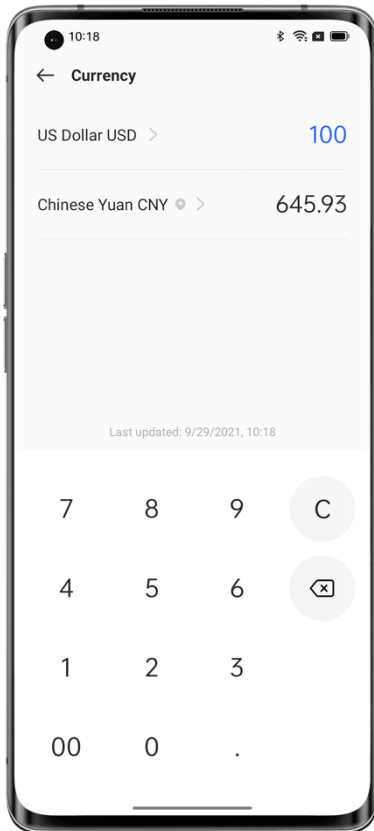 10:18
Currency
US Dollar USD 100
Chinese Yuan CNY 645.93
Last updated: 9/29/2021, 10:18
7 8 9 C
4 5 6
1 2 3
00 0 .